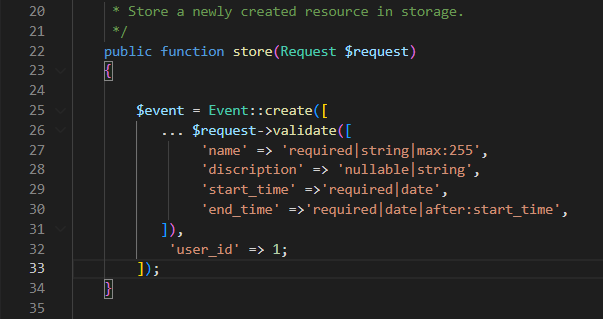 20 * Store a newly created resource in storage.
21 */
22 public function store(Request $request)
23 {
24
25 $event = Event::create([
26 ... $request->validate([
27 'name' => 'required|string|max:255',
28 'discription' => 'nullable|string',
29 'start_time' =>'required|date',
30 'end_time' =>'required|date|after:start_time',
31 ]),
32 'user_id' => 1;
33 ]);
34 }
35